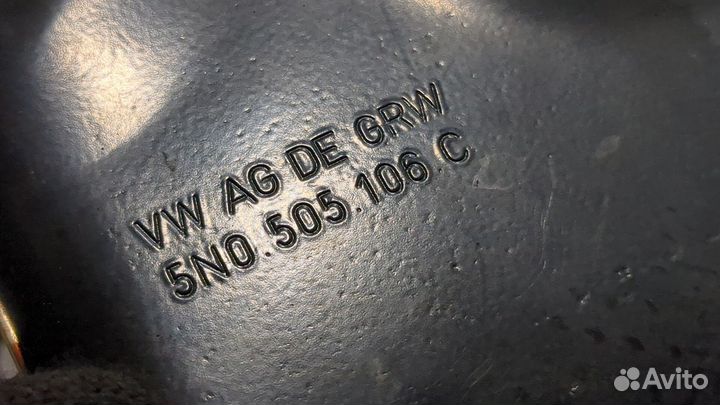 VW AG DE GRW
5N0.505.106.C
Avito